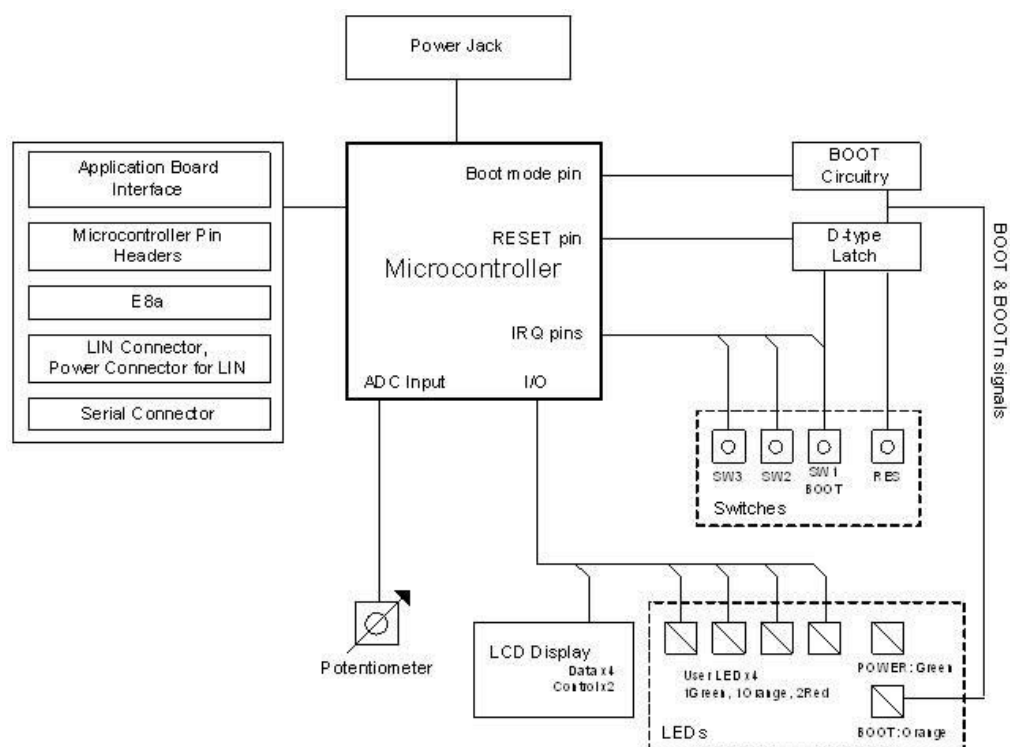 Power Jack
Application Board
Interface
Microcontroller Pin
Headers
E8a
LIN Connector,
Power Connector for LIN
Serial Connector
Boot mode pin
RESET pin
Microcontroller
IRQ pins
ADC Input
I/O
BOOT
Circuitry
D-type
Latch
BOOT & BOOTn signals
SW3
SW2
SW1
BOOT
RES
Switches
Potentiometer
LCD Display
Data x4
Control x2
User LED x4
1Green, 1Orange, 2Red
POWER: Green
BOOT: Orange
LEDs